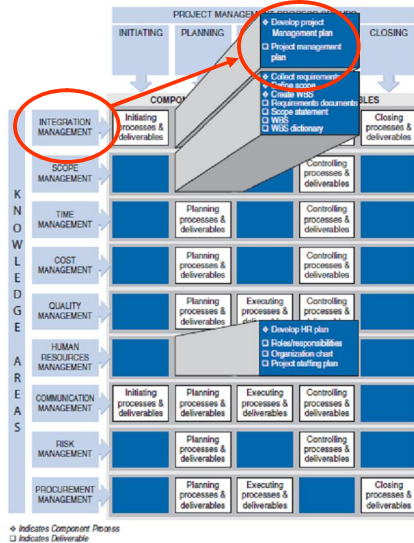 PROJECT MANAGEMENT
INITIATING
PLANNING
CLOSING
❖ Develop project
Management plan
❑ Project management
plan
❖ Collect requirements
❖ Define scope
❖ Create WBS
❑ Requirements documents
❑ Scope statement
❑ WBS
❑ WBS dictionary
KNOWLEDGE AREAS
INTEGRATION
MANAGEMENT
Initiating
processes &
deliverables
Closing
processes &
deliverables
SCOPE
MANAGEMENT
Controlling
processes &
deliverables
TIME
MANAGEMENT
Planning
processes &
deliverables
Controlling
processes &
deliverables
COST
MANAGEMENT
Planning
processes &
deliverables
Controlling
processes &
deliverables
QUALITY
MANAGEMENT
Planning
processes &
deliverables
Executing
processes &
deliverables
Controlling
processes &
HUMAN
RESOURCES
MANAGEMENT
❖ Develop HR plan
❑ Roles/responsibilities
❑ Organization chart
❑ Project staffing plan
COMMUNICATION
MANAGEMENT
Initiating
processes &
deliverables
Planning
processes &
deliverables
Executing
processes &
deliverables
Controlling
processes &
deliverables
RISK
MANAGEMENT
Planning
processes &
deliverables
Controlling
processes &
deliverables
PROCUREMENT
MANAGEMENT
Planning
processes &
deliverables
Executing
processes &
deliverables
Closing
processes &
deliverables
❖ Indicates Component Process
❑ Indicates Deliverable